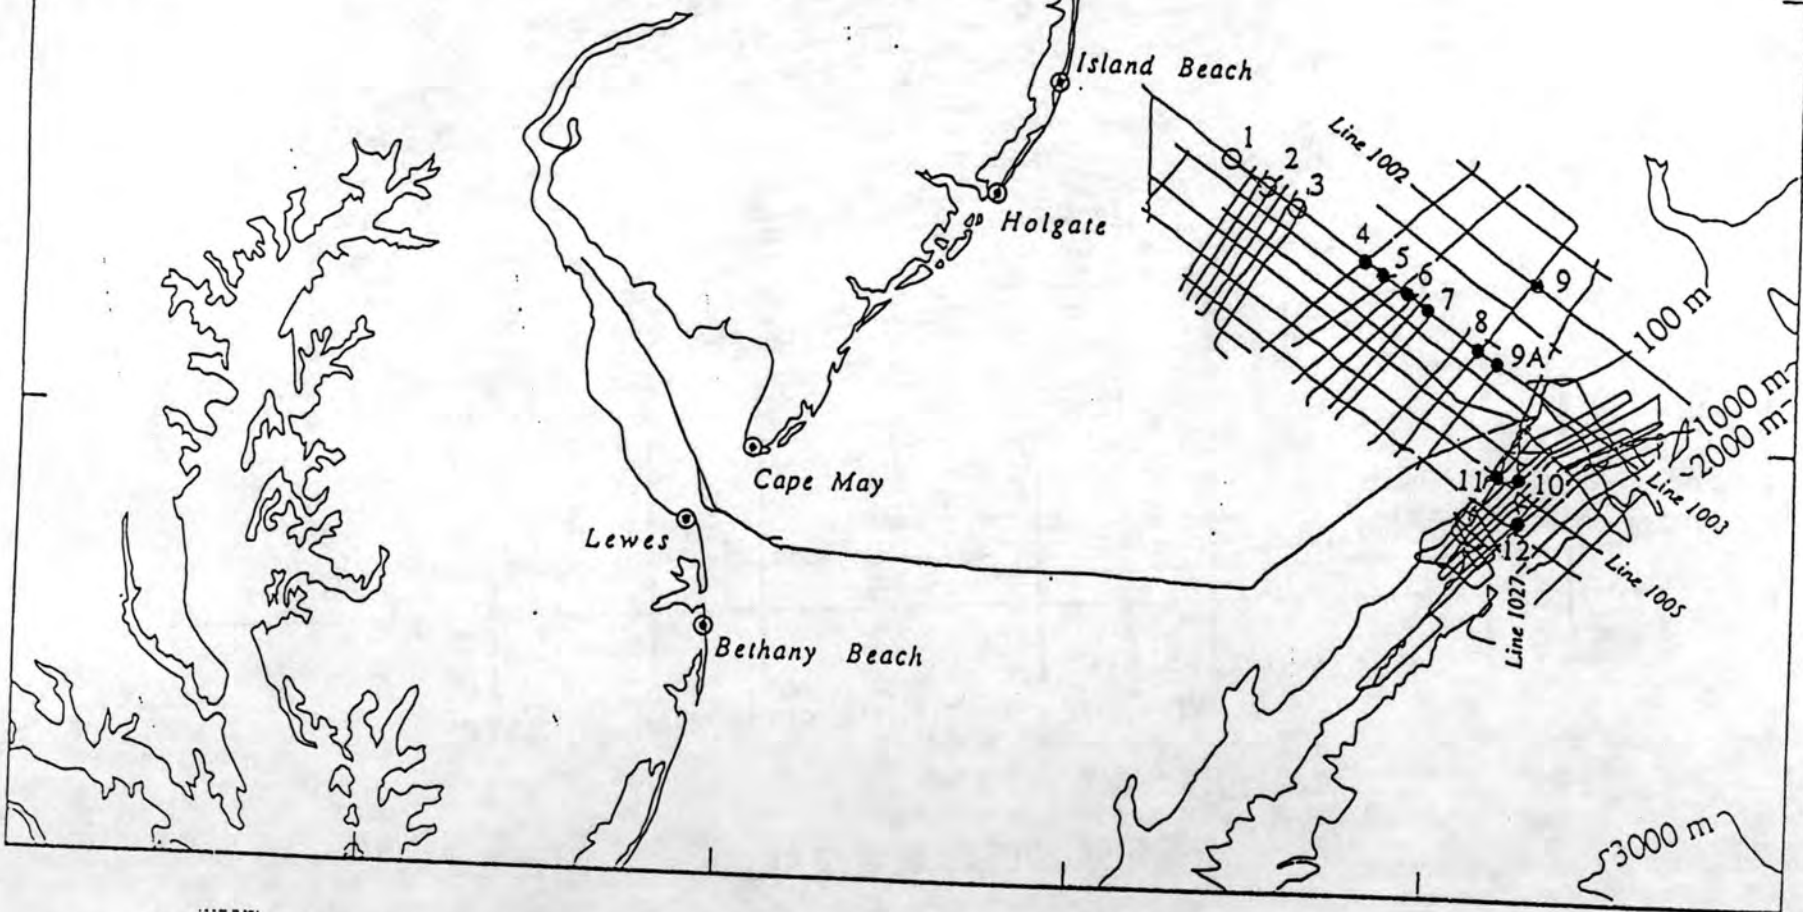 Island Beach
1
2
3
Line 1002
Holgate
4
5
6
7
9
8
9A
100 m
1000 m
2000 m
Cape May
11
10
Line 1003
Lewes
12
Line 1005
Line 1027
Bethany Beach
3000 m